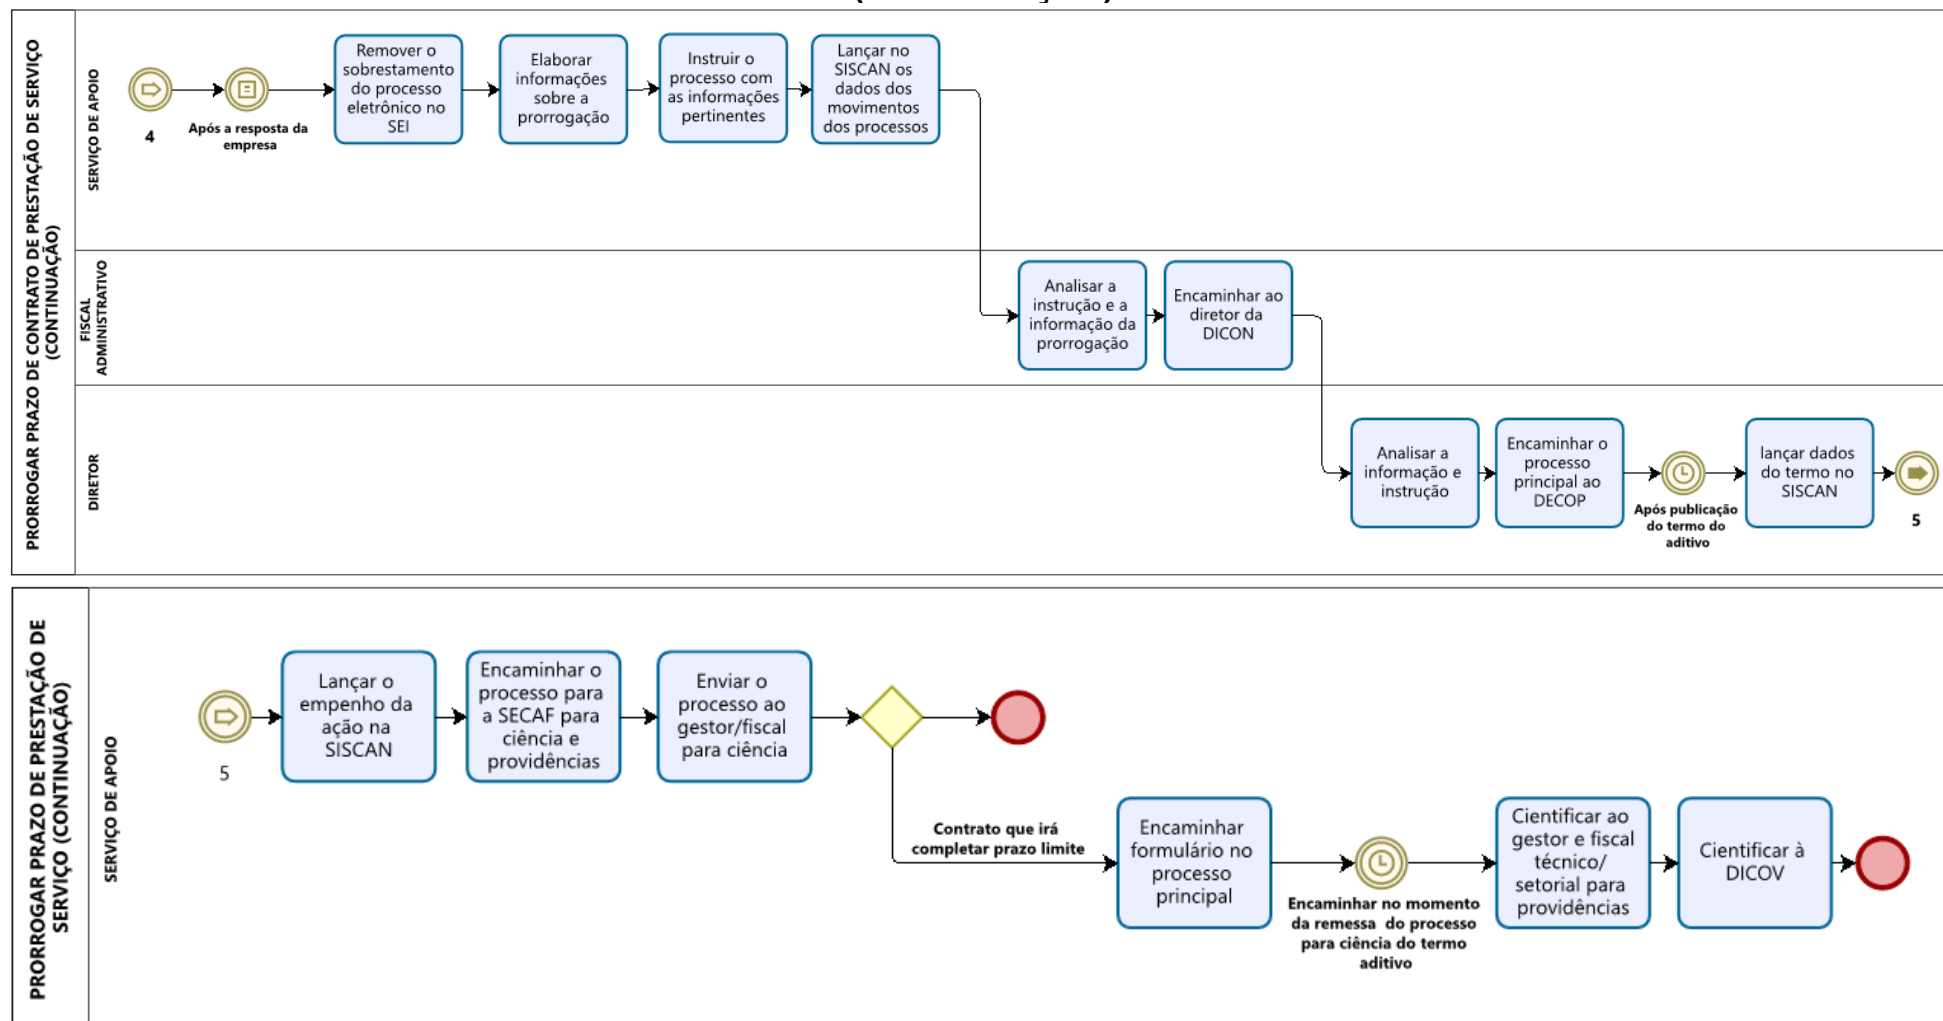 PRORROGAR PRAZO DE CONTRATO DE PRESTAÇÃO DE SERVIÇO
(CONTINUAÇÃO)
SERVIÇO DE APOIO
4
Após a resposta da
empresa
Remover o
sobrestamento
do processo
eletrônico no
SEI
Elaborar
informações
sobre a
prorrogação
Instruir o
processo com
as informações
pertinentes
Lançar no
SISCAN os
dados dos
movimentos
dos processos
FISCAL
ADMINISTRATIVO
Analisar a
instrução e a
informação da
prorrogação
Encaminhar ao
diretor da
DICON
DIRETOR
Analisar a
informação e
instrução
Encaminhar o
processo
principal ao
DECOP
Após publicação
do termo do
aditivo
lançar dados
do termo no
SISCAN
5
PRORROGAR PRAZO DE PRESTAÇÃO DE
SERVIÇO (CONTINUAÇÃO)
SERVIÇO DE APOIO
5
Lançar o
empenho da
ação na
SISCAN
Encaminhar o
processo para
a SECAF para
ciência e
providências
Enviar o
processo ao
gestor/fiscal
para ciência
Contrato que irá
completar prazo limite
Encaminhar
formulário no
processo
principal
Encaminhar no momento
da remessa do processo
para ciência do termo
aditivo
Cientificar ao
gestor e fiscal
técnico/
setorial para
providências
Cientificar à
DICOV